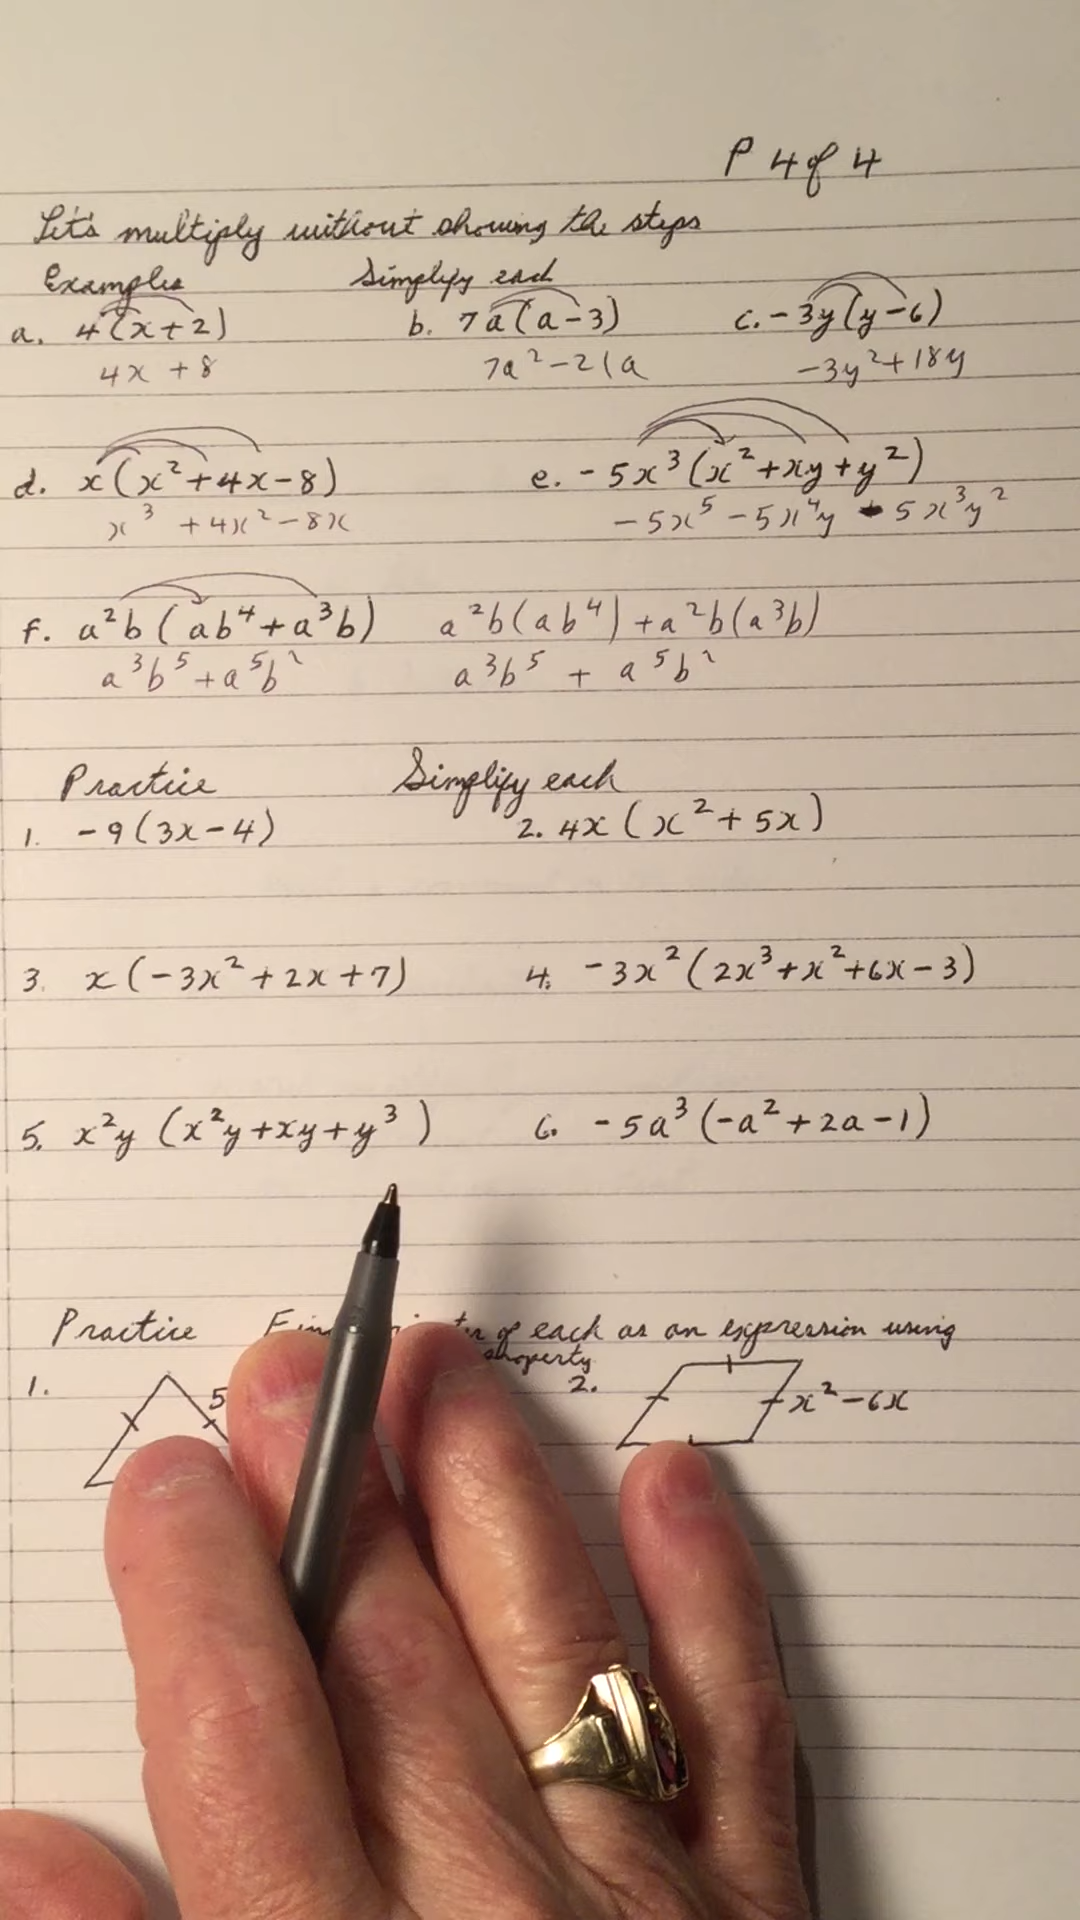 P 4 of 4
Let's multiply without showing the steps
Examples Simplify each
a. 4(x+2) b. 7a(a-3) c. -3y(y-6)
4x + 8 7a²-21a -3y²+18y
d. x(x²+4x-8) e. -5x³(x²+xy+y²)
x³ +4x²-8x -5x⁵ -5x⁴y - 5x³y²
f. a²b(ab⁴+a³b) a²b(ab⁴)+a²b(a³b)
a³b⁵+a⁵b² a³b⁵ + a⁵b²
Practice Simplify each
1. -9(3x-4) 2. 4x(x²+5x)
3. x(-3x²+2x+7) 4. -3x²(2x³+x²+6x-3)
5. x²y(x²y+xy+y³) 6. -5a³(-a²+2a-1)
Practice of each as an expression using
property
1. 5 2. x²-6x